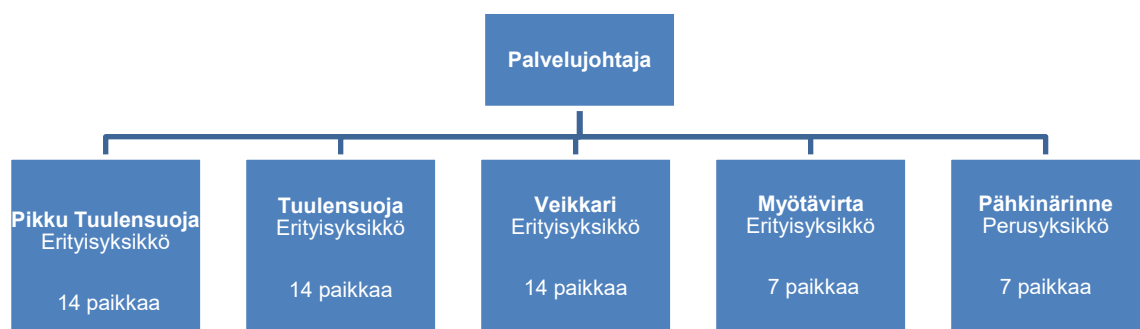 Palvelujohtaja
Pikku Tuulensuoja
Erityisyksikkö
14 paikkaa
Tuulensuoja
Erityisyksikkö
14 paikkaa
Veikkari
Erityisyksikkö
14 paikkaa
Myötävirta
Erityisyksikkö
7 paikkaa
Pähkinärinne
Perusyksikkö
7 paikkaa